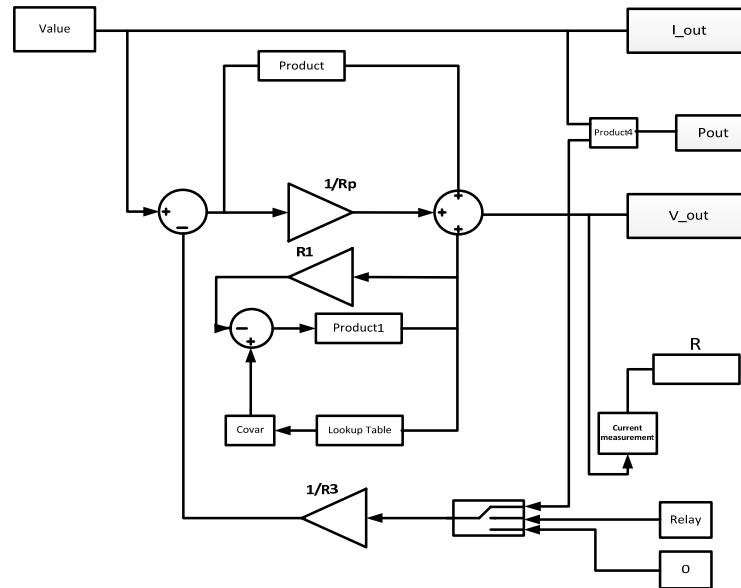 Value
I_out
Product
Product4
Pout
1/Rp
+
−
+
+
+
V_out
R1
−
+
Product1
R
Covar
Lookup Table
Current
measurement
1/R3
Relay
0